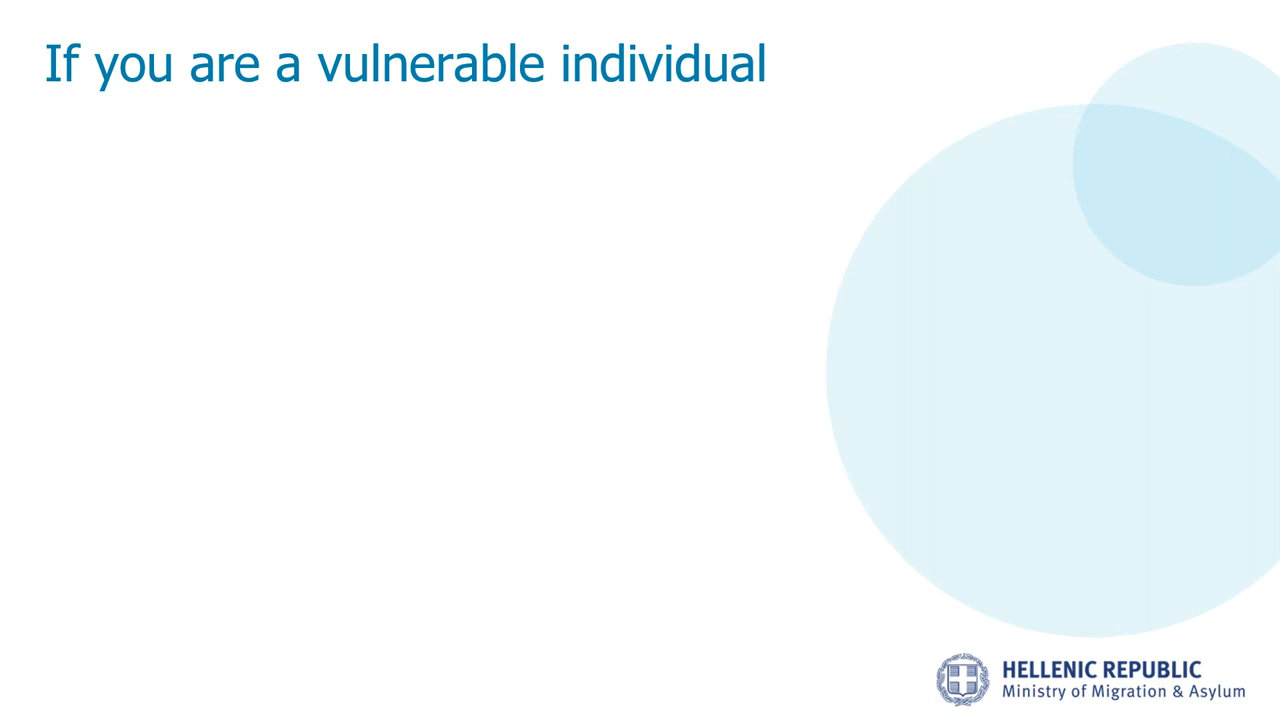 If you are a vulnerable individual
HELLENIC REPUBLIC
Ministry of Migration & Asylum